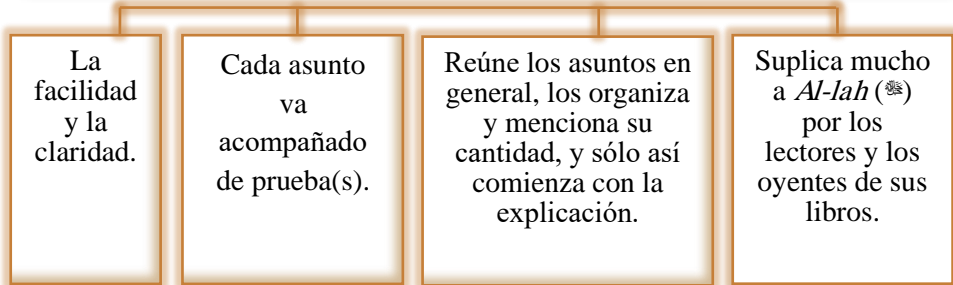 La
facilidad
y la
claridad.
Cada asunto
va
acompañado
de prueba(s).
Reúne los asuntos en
general, los organiza
y menciona su
cantidad, y sólo así
comienza con la
explicación.
Suplica mucho
a Al-lah (ﷻ)
por los
lectores y los
oyentes de sus
libros.